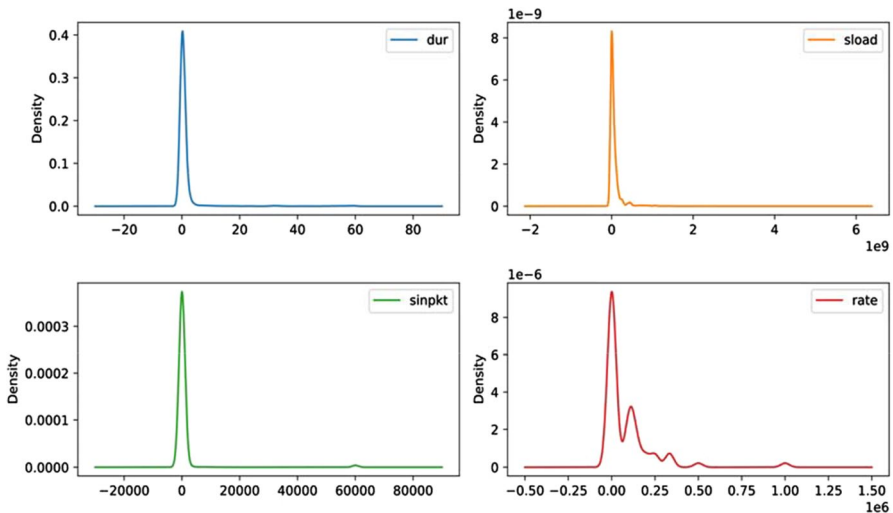 dur
Density
0.4
0.3
0.2
0.1
0.0
−20 0 20 40 60 80
1e−9
sload
Density
8
6
4
2
0
−2 0 2 4 6
1e9
sinpkt
Density
0.0003
0.0002
0.0001
0.0000
−20000 0 20000 40000 60000 80000
1e−6
rate
Density
8
6
4
2
0
−0.50 −0.25 0.00 0.25 0.50 0.75 1.00 1.25 1.50
1e6